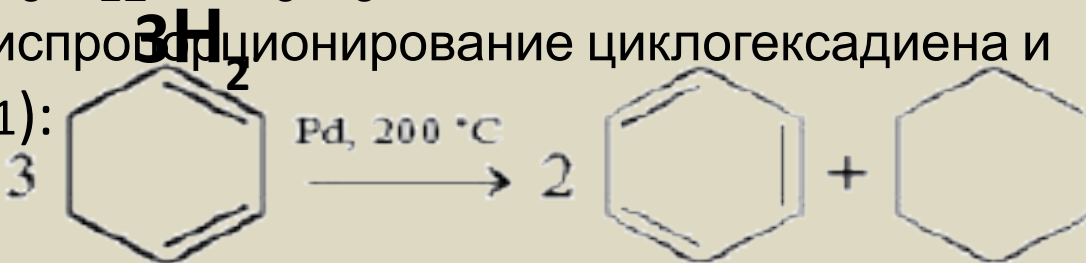 3H2
испропорционирование циклогексадиена и
1):
3 Pd, 200 °C 2 +